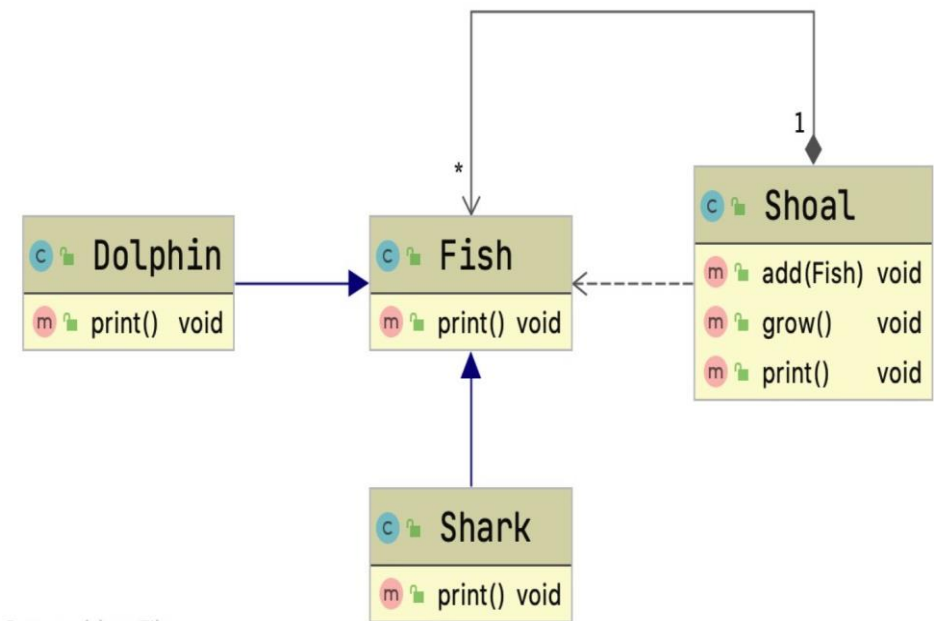 1
*
c Dolphin
m print() void
c Fish
m print() void
c Shoal
m add(Fish) void
m grow() void
m print() void
c Shark
m print() void